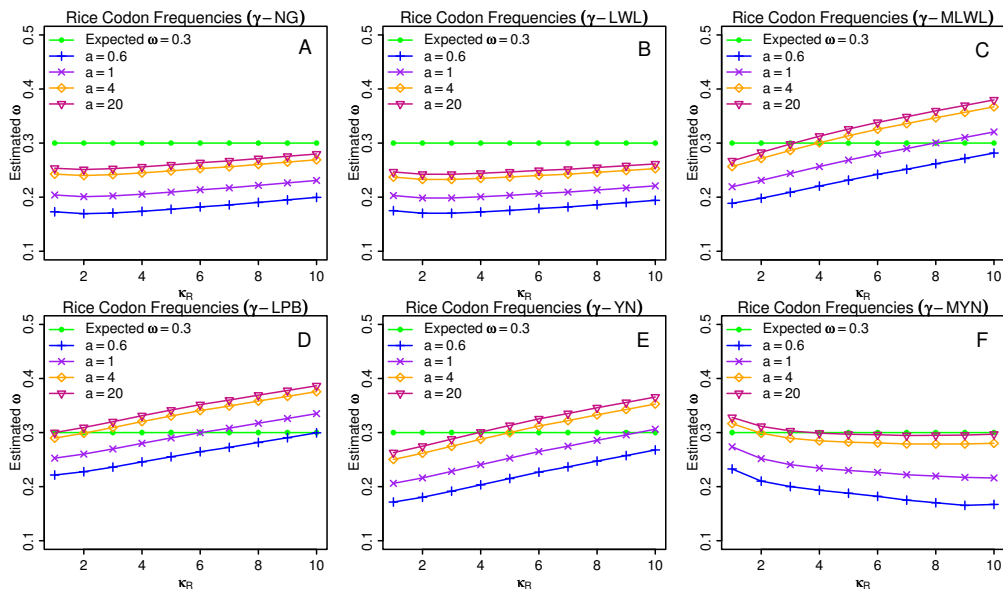 Rice Codon Frequencies (γ−NG)
A
Expected ω = 0.3
a = 0.6
a = 1
a = 4
a = 20
Estimated ω
0.5
0.4
0.3
0.2
0.1
2 4 6 8 10
κR
Rice Codon Frequencies (γ−LWL)
B
Expected ω = 0.3
a = 0.6
a = 1
a = 4
a = 20
Estimated ω
0.5
0.4
0.3
0.2
0.1
2 4 6 8 10
κR
Rice Codon Frequencies (γ−MLWL)
C
Expected ω = 0.3
a = 0.6
a = 1
a = 4
a = 20
Estimated ω
0.5
0.4
0.3
0.2
0.1
2 4 6 8 10
κR
Rice Codon Frequencies (γ−LPB)
D
Expected ω = 0.3
a = 0.6
a = 1
a = 4
a = 20
Estimated ω
0.5
0.4
0.3
0.2
0.1
2 4 6 8 10
κR
Rice Codon Frequencies (γ−YN)
E
Expected ω = 0.3
a = 0.6
a = 1
a = 4
a = 20
Estimated ω
0.5
0.4
0.3
0.2
0.1
2 4 6 8 10
κR
Rice Codon Frequencies (γ−MYN)
F
Expected ω = 0.3
a = 0.6
a = 1
a = 4
a = 20
Estimated ω
0.5
0.4
0.3
0.2
0.1
2 4 6 8 10
κR